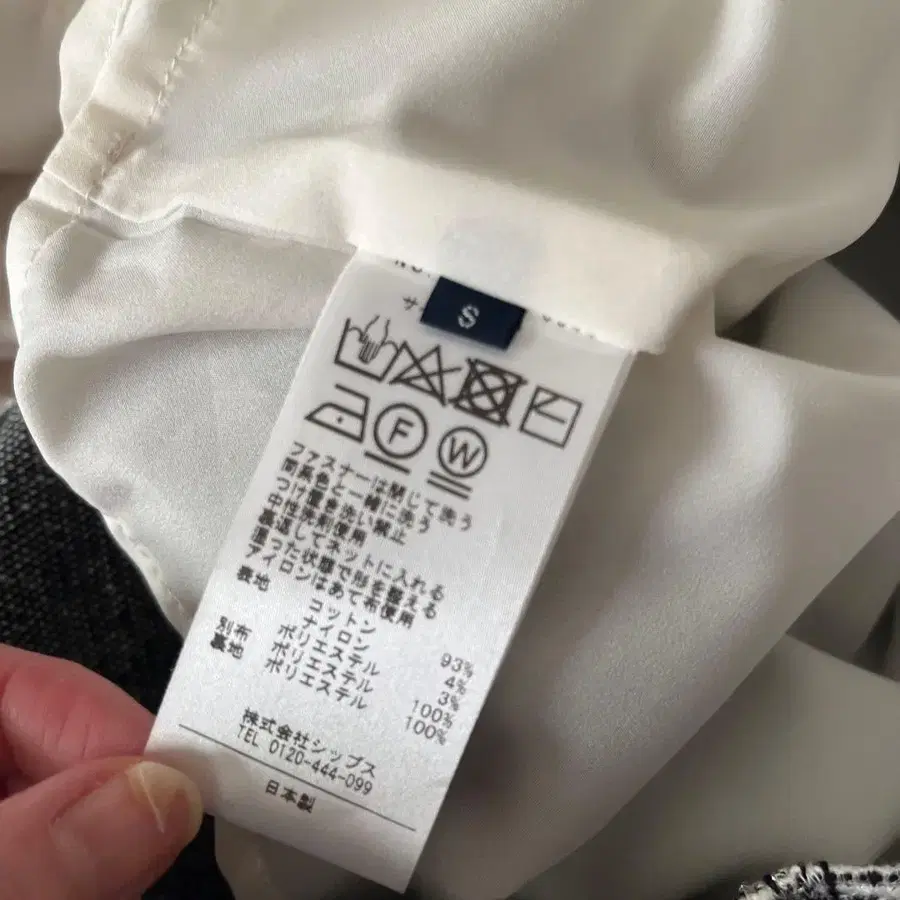 S
F
W
ファスナーは閉じて洗う
同系色と一緒に洗う
つけ置き洗い禁止
中性洗剤使用
裏返してネットに入れる
湿った状態で形を整える
アイロンはあて布使用
表地 コットン 93%
ナイロン 4%
ポリエステル 3%
別布 ポリエステル 100%
裏地 ポリエステル 100%
株式会社シップス
TEL 0120-444-099
日本製